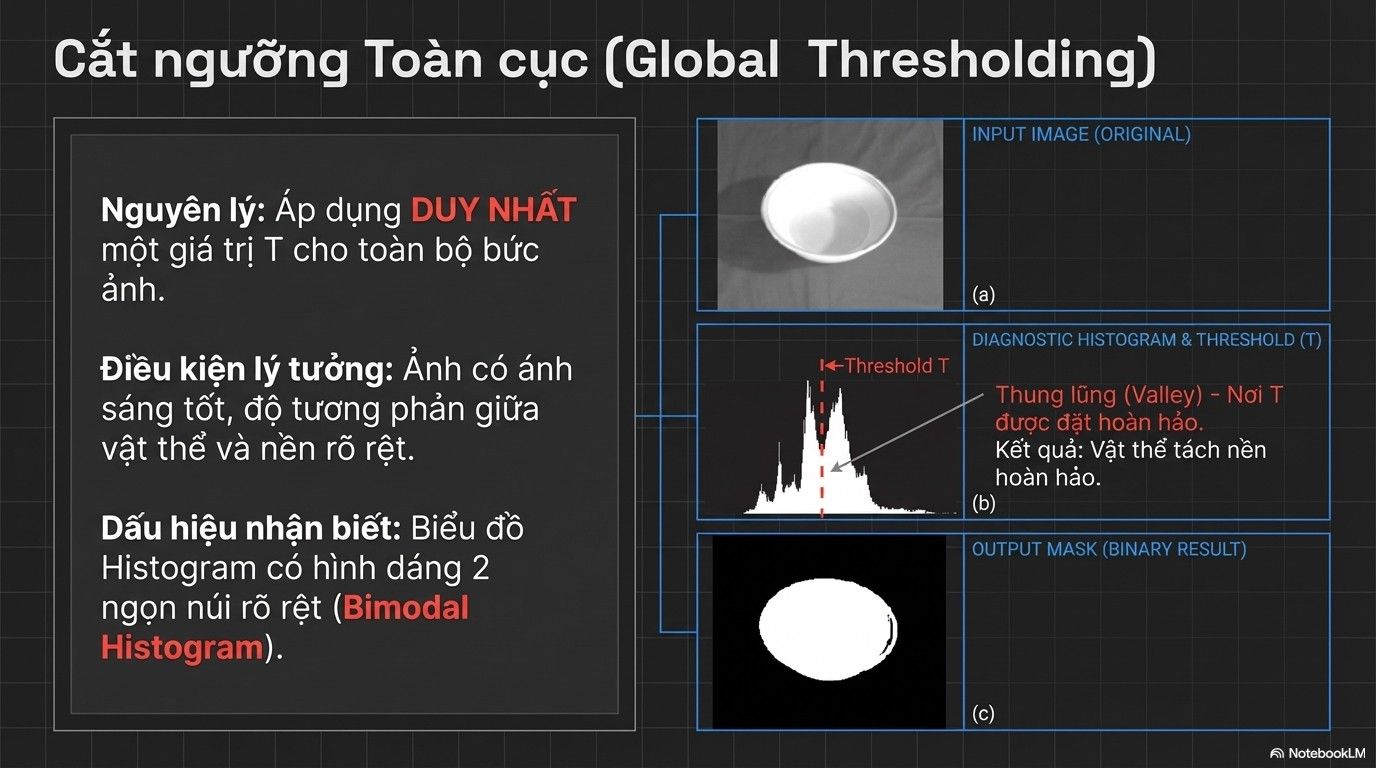 Cắt ngưỡng Toàn cục (Global Thresholding)
Nguyên lý: Áp dụng DUY NHẤT
một giá trị T cho toàn bộ bức
ảnh.
Điều kiện lý tưởng: Ảnh có ánh
sáng tốt, độ tương phản giữa
vật thể và nền rõ rệt.
Dấu hiệu nhận biết: Biểu đồ
Histogram có hình dáng 2
ngọn núi rõ rệt (Bimodal
Histogram).
INPUT IMAGE (ORIGINAL)
(a)
DIAGNOSTIC HISTOGRAM & THRESHOLD (T)
Threshold T
Thung lũng (Valley) - Nơi T
được đặt hoàn hảo.
Kết quả: Vật thể tách nền
hoàn hảo.
(b)
OUTPUT MASK (BINARY RESULT)
(c)
NotebookLM